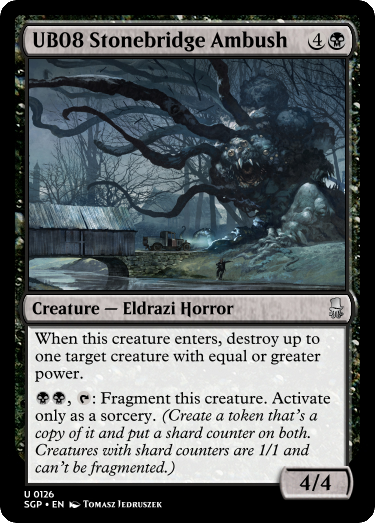 UB08 Stonebridge Ambush 4
Creature — Eldrazi Horror
When this creature enters, destroy up to
one target creature with equal or greater
power.
, : Fragment this creature. Activate
only as a sorcery. (Create a token that's a
copy of it and put a shard counter on both.
Creatures with shard counters are 1/1 and
can't be fragmented.)
4/4
U 0126
SGP • EN Tomasz Jedruszek